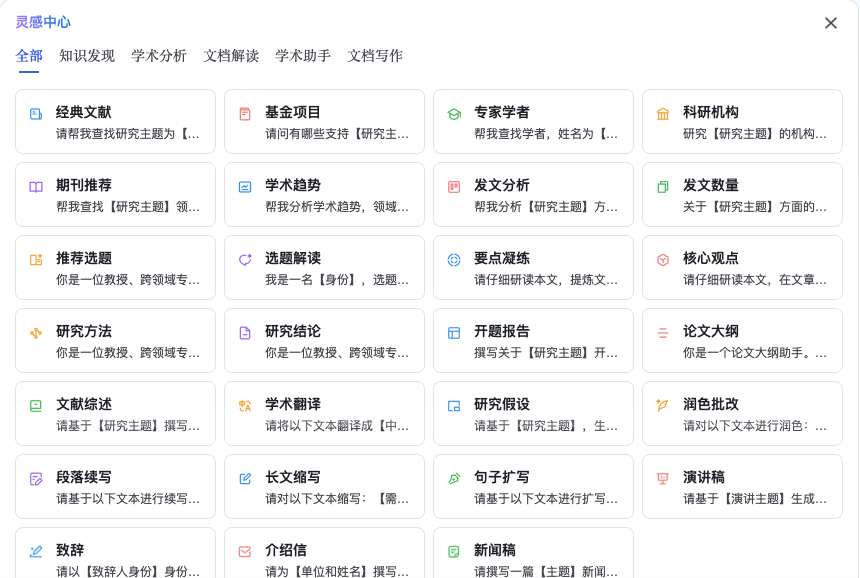 灵感中心
全部 知识发现 学术分析 文档解读 学术助手 文档写作
经典文献
请帮我查找研究主题为【...
基金项目
请问有哪些支持【研究主...
专家学者
帮我查找学者，姓名为【...
科研机构
研究【研究主题】的机构...
期刊推荐
帮我查找【研究主题】领...
学术趋势
帮我分析学术趋势，领域...
发文分析
帮我分析【研究主题】方...
发文数量
关于【研究主题】方面的...
推荐选题
你是一位教授、跨领域专...
选题解读
我是一名【身份】，选题...
要点凝练
请仔细研读本文，提炼文...
核心观点
请仔细研读本文，在文章...
研究方法
你是一位教授、跨领域专...
研究结论
你是一位教授、跨领域专...
开题报告
撰写关于【研究主题】开...
论文大纲
你是一个论文大纲助手。...
文献综述
请基于【研究主题】撰写...
学术翻译
请将以下文本翻译成【中...
研究假设
请基于【研究主题】，生...
润色批改
请对以下文本进行润色：...
段落续写
请基于以下文本进行续写...
长文缩写
请对以下文本缩写：【需...
句子扩写
请基于以下文本进行扩写...
演讲稿
请基于【演讲主题】生成...
致辞
请以【致辞人身份】身份...
介绍信
请为【单位和姓名】撰写...
新闻稿
请撰写一篇【主题】新闻...